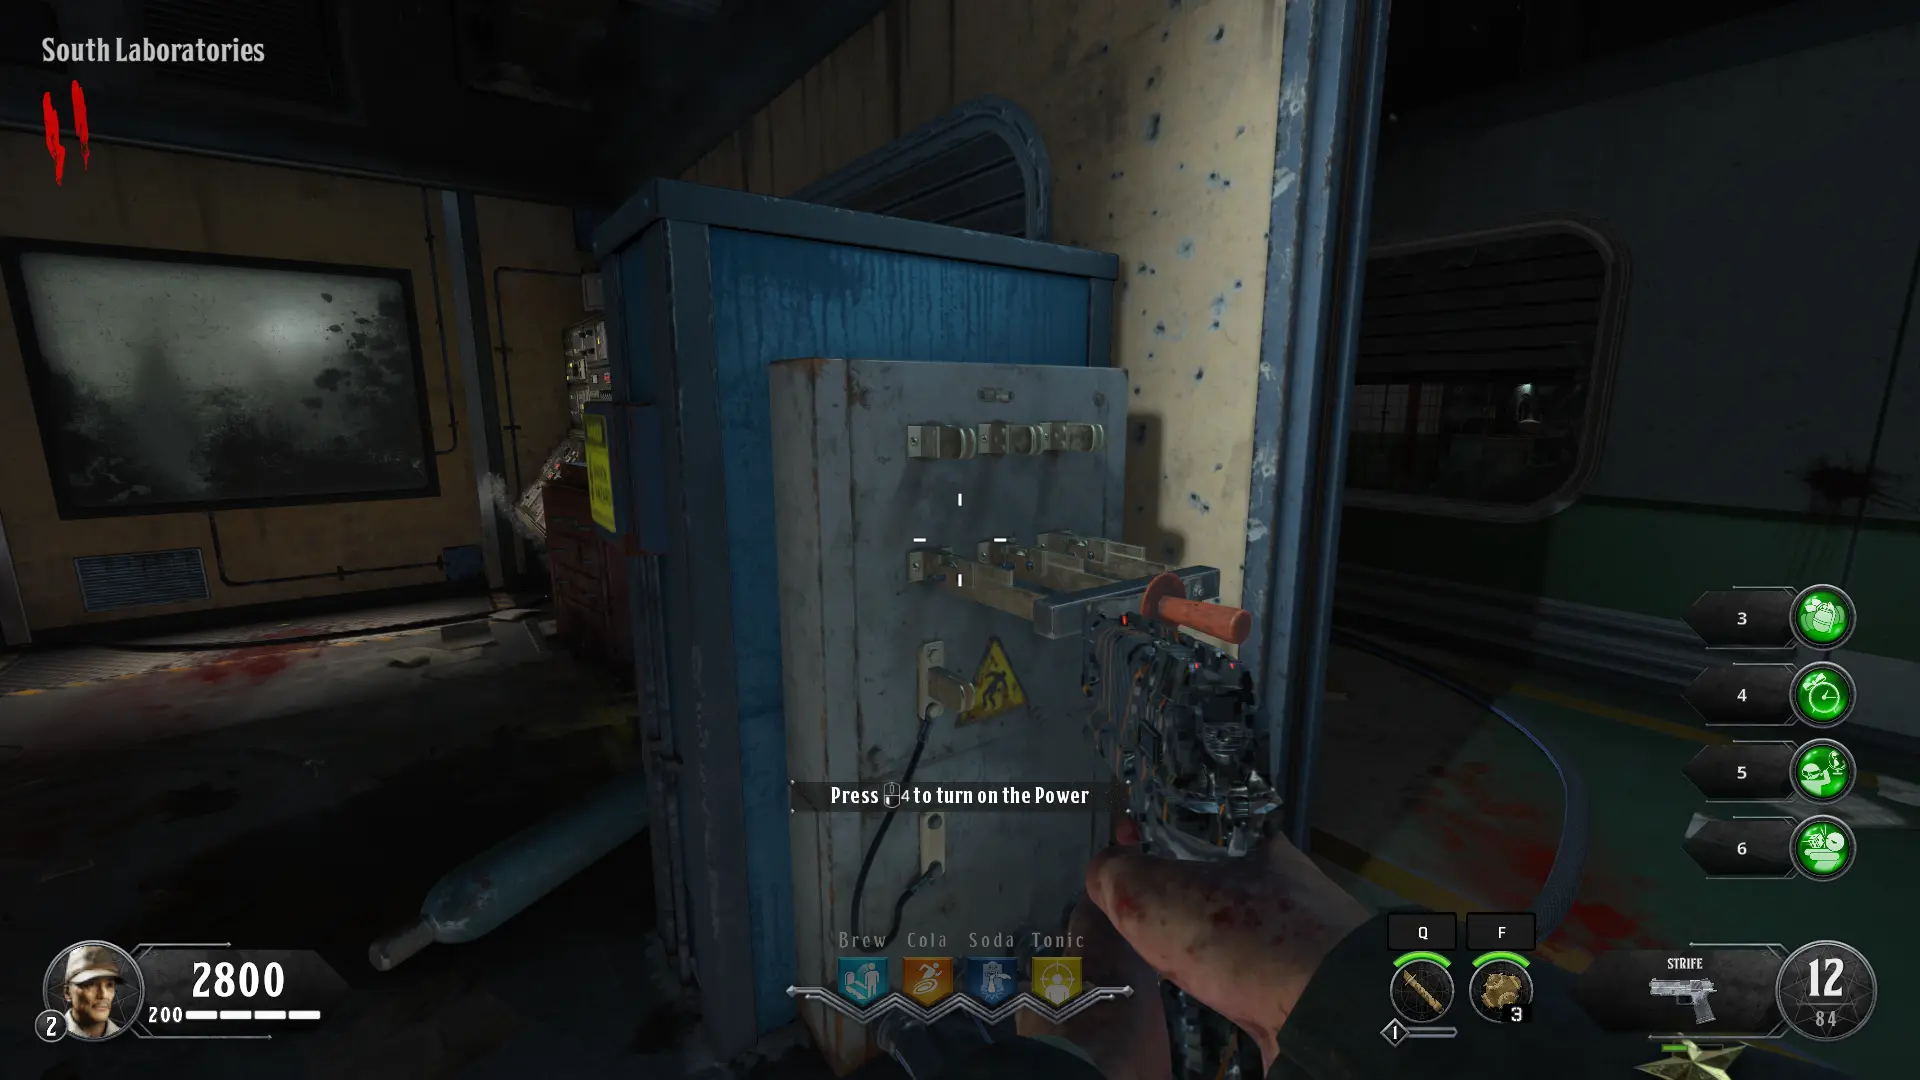 South Laboratories
Press 4 to turn on the Power
3
4
5
6
Brew Cola Soda Tonic
Q F
2800
200
2
3
1
STRIFE
12
84